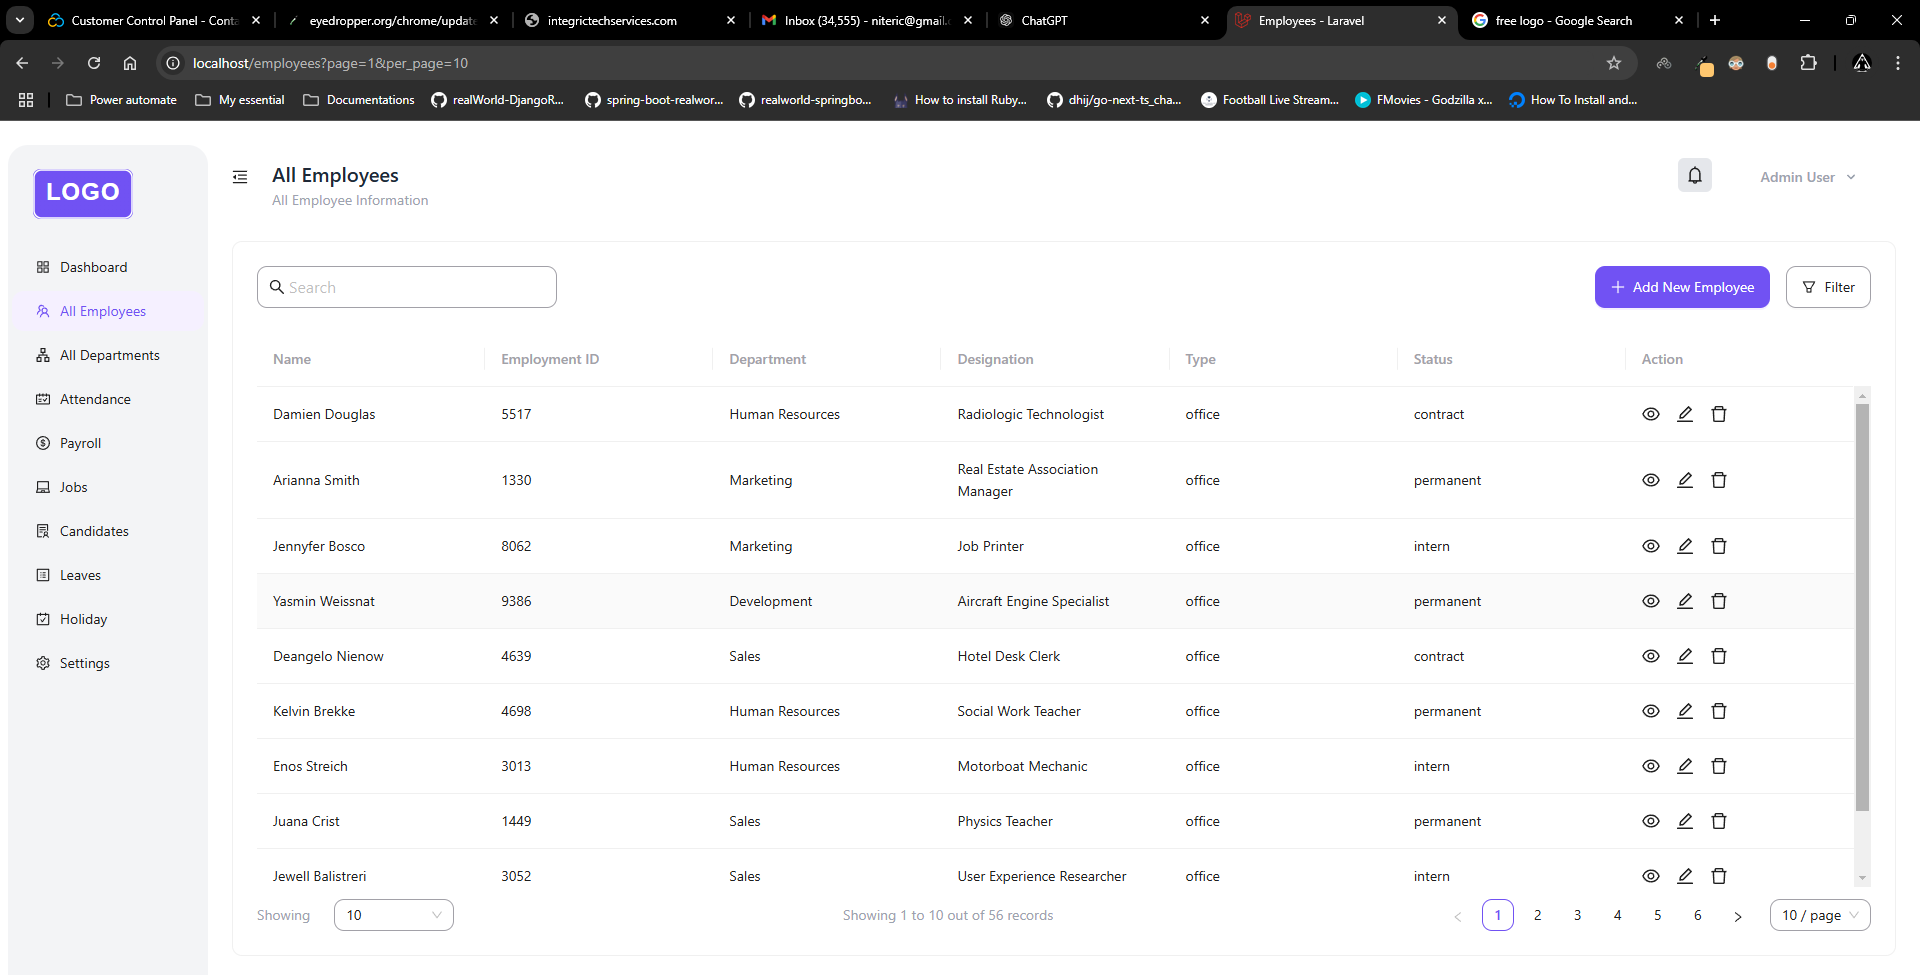 Customer Control Panel - Conta
eyedropper.org/chrome/update
integrictechservices.com
Inbox (34,555) - niteric@gmail.c
ChatGPT
Employees - Laravel
free logo - Google Search
localhost/employees?page=1&per_page=10
Power automate
My essential
Documentations
realWorld-DjangoR...
spring-boot-realwor...
realworld-springbo...
How to install Ruby...
dhij/go-next-ts_cha...
Football Live Stream...
FMovies - Godzilla x...
How To Install and...
LOGO
All Employees
All Employee Information
Admin User
Dashboard
All Employees
All Departments
Attendance
Payroll
Jobs
Candidates
Leaves
Holiday
Settings
Search
Add New Employee
Filter
Name Employment ID Department Designation Type Status Action
Damien Douglas 5517 Human Resources Radiologic Technologist office contract
Arianna Smith 1330 Marketing Real Estate Association Manager office permanent
Jennyfer Bosco 8062 Marketing Job Printer office intern
Yasmin Weissnat 9386 Development Aircraft Engine Specialist office permanent
Deangelo Nienow 4639 Sales Hotel Desk Clerk office contract
Kelvin Brekke 4698 Human Resources Social Work Teacher office permanent
Enos Streich 3013 Human Resources Motorboat Mechanic office intern
Juana Crist 1449 Sales Physics Teacher office permanent
Jewell Balistreri 3052 Sales User Experience Researcher office intern
Showing 10
Showing 1 to 10 out of 56 records
1 2 3 4 5 6
10 / page